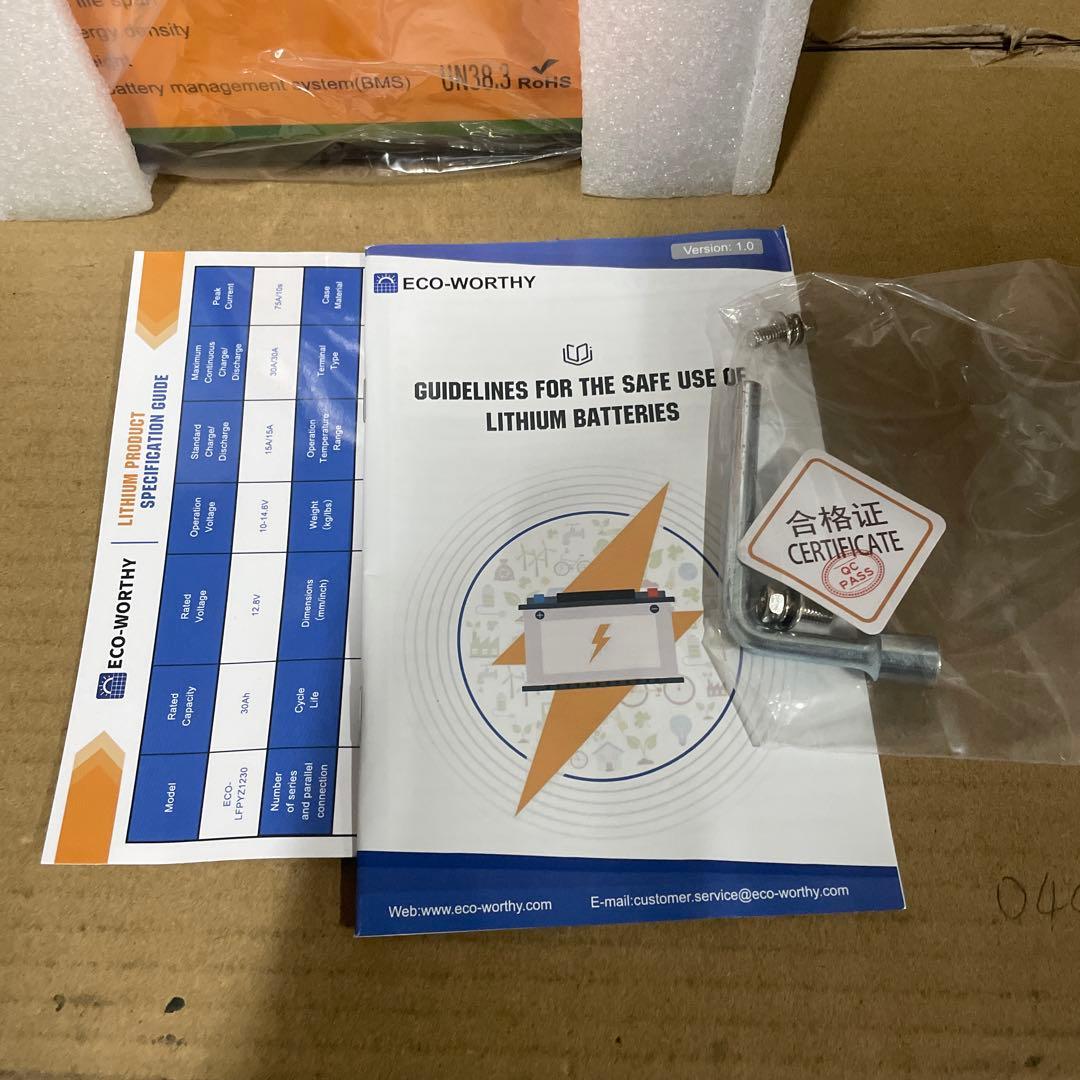 life span
energy density
battery management system(BMS)
UN38.3 RoHS
ECO-WORTHY
LITHIUM PRODUCT
SPECIFICATION GUIDE
Model
Rated
Capacity
Rated
Voltage
Operation
Voltage
Standard
Charge/
Discharge
Maximum
Continuous
Charge/
Discharge
Peak
Current
ECO-
LFPYZ1230
30Ah
12.8V
10-14.6V
15A/15A
30A/30A
75A/10s
Number
of series
and parallel
connection
Cycle
Life
Dimensions
(mm/inch)
Weight
(kg/lbs)
Operation
Temperature
Range
Terminal
Type
Case
Material
Version: 1.0
ECO-WORTHY
GUIDELINES FOR THE SAFE USE OF
LITHIUM BATTERIES
Web:www.eco-worthy.com
E-mail:customer.service@eco-worthy.com
合格证
CERTIFICATE
QC
PASS